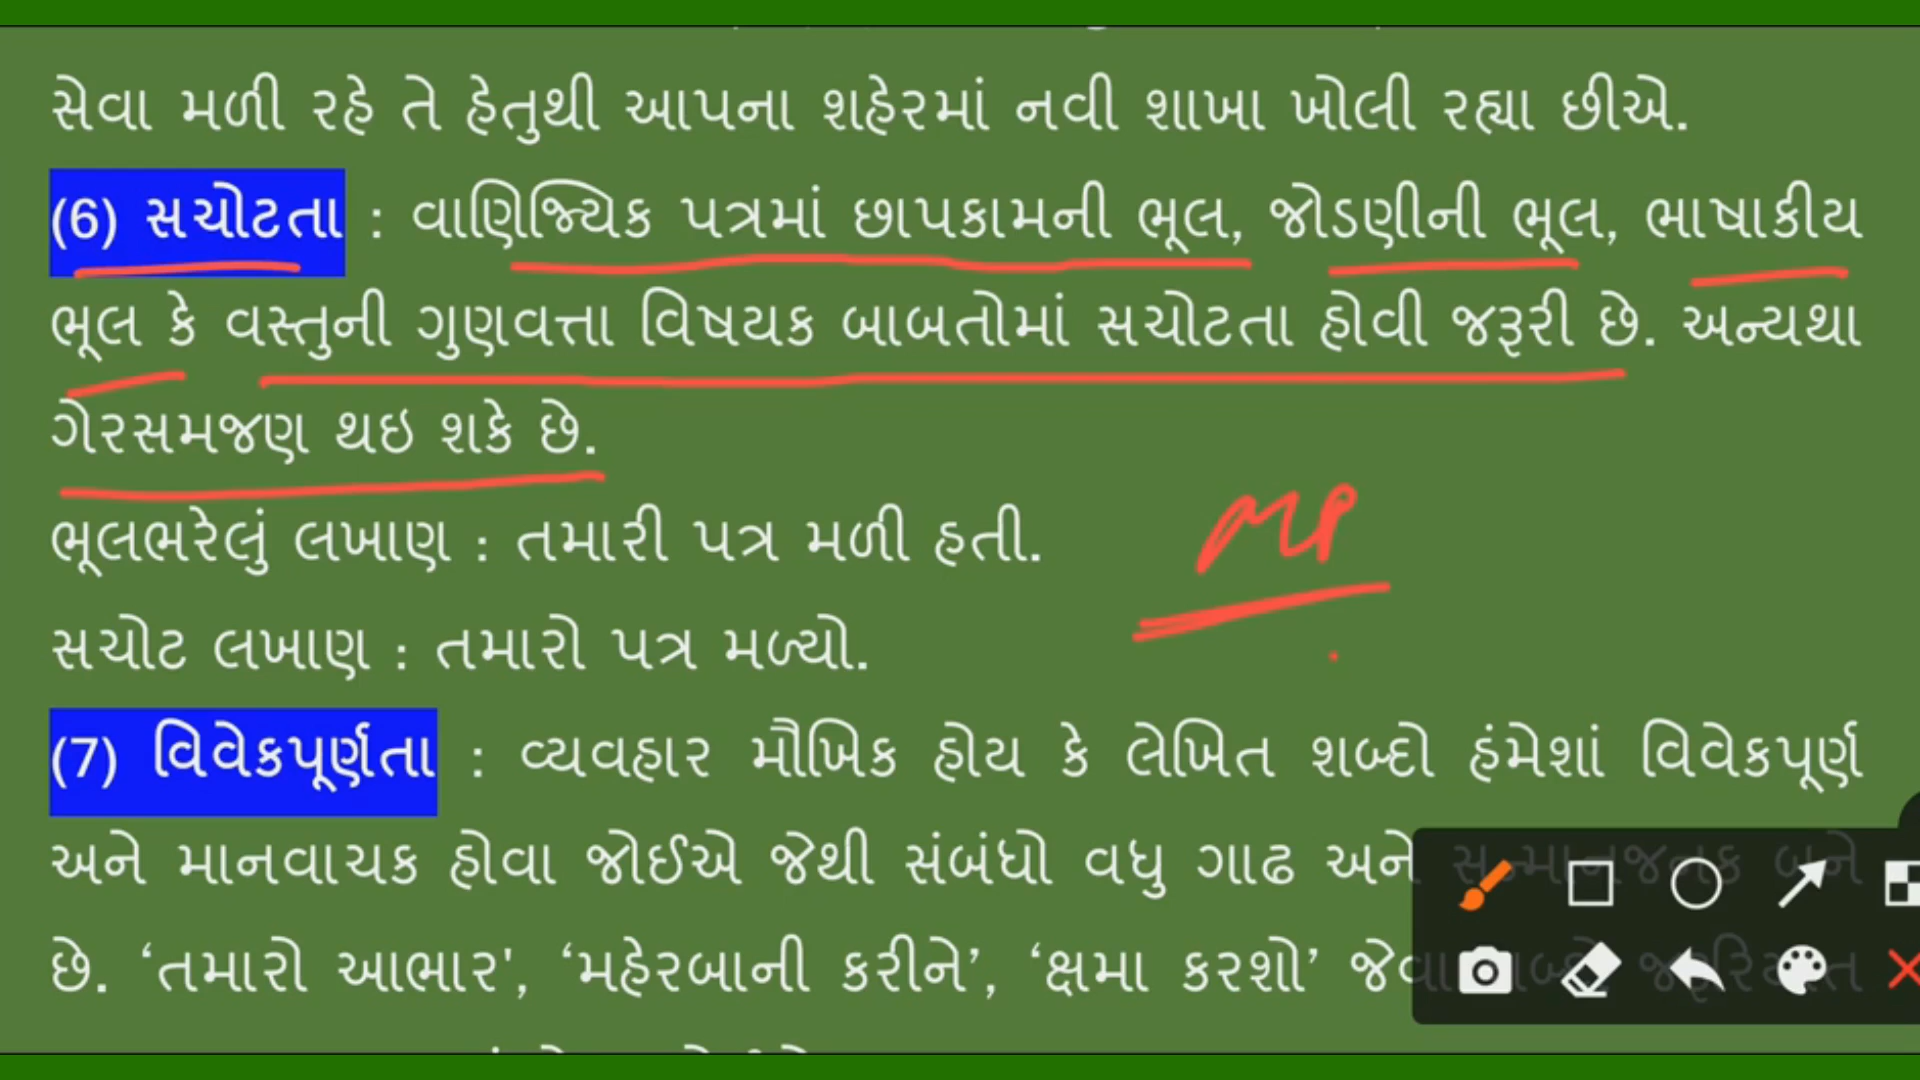 સેવા મળી રહે તે હેતુથી આપના શહેરમાં નવી શાખા ખોલી રહ્યા છીએ.
(6) સચોટતા : વાણિજ્યિક પત્રમાં છાપકામની ભૂલ, જોડણીની ભૂલ, ભાષાકીય
ભૂલ કે વસ્તુની ગુણવત્તા વિષયક બાબતોમાં સચોટતા હોવી જરૂરી છે. અન્યથા
ગેરસમજણ થઇ શકે છે.
ભૂલભરેલું લખાણ : તમારી પત્ર મળી હતી.
સચોટ લખાણ : તમારો પત્ર મળ્યો.
(7) વિવેકપૂર્ણતા : વ્યવહાર મૌખિક હોય કે લેખિત શબ્દો હંમેશાં વિવેકપૂર્ણ
અને માનવાચક હોવા જોઈએ જેથી સંબંધો વધુ ગાઢ અને સન્માનજનક બને
છે. ‘તમારો આભાર', ‘મહેરબાની કરીને’, ‘ક્ષમા કરશો’ જેવા